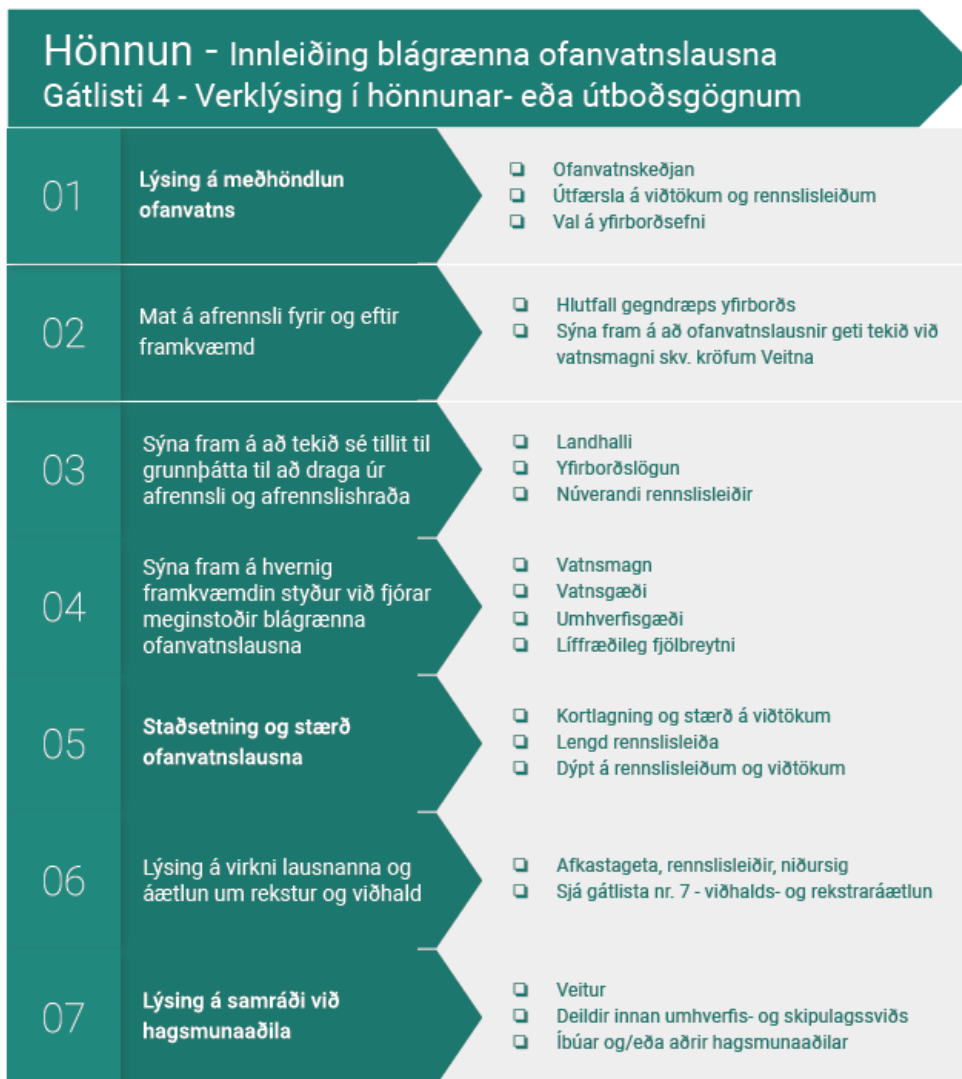 Hönnun - Innleiðing blágrænna ofanvatnslausna
Gátlisti 4 - Verklýsing í hönnunar- eða útboðsgögnum
01
Lýsing á meðhöndlun
ofanvatns
❑ Ofanvatnskeðjan
❑ Útfærsla á viðtökum og rennslisleiðum
❑ Val á yfirborðsefni
02
Mat á afrennsli fyrir og eftir
framkvæmd
❑ Hlutfall gegndræps yfirborðs
❑ Sýna fram á að ofanvatnslausnir geti tekið við
vatnsmagni skv. kröfum Veitna
03
Sýna fram á að tekið sé tillit til
grunnþátta til að draga úr
afrennsli og afrennslishraða
❑ Landhalli
❑ Yfirborðslögun
❑ Núverandi rennslisleiðir
04
Sýna fram á hvernig
framkvæmdin styður við fjórar
meginstoðir blágrænna
ofanvatnslausna
❑ Vatnsmagn
❑ Vatnsgæði
❑ Umhverfisgæði
❑ Líffræðileg fjölbreytni
05
Staðsetning og stærð
ofanvatnslausna
❑ Kortlagning og stærð á viðtökum
❑ Lengd rennslisleiða
❑ Dýpt á rennslisleiðum og viðtökum
06
Lýsing á virkni lausnanna og
áætlun um rekstur og viðhald
❑ Afkastageta, rennslisleiðir, niðursig
❑ Sjá gátlista nr. 7 - viðhalds- og rekstraráætlun
07
Lýsing á samráði við
hagsmunaaðila
❑ Veitur
❑ Deildir innan umhverfis- og skipulagssviðs
❑ Íbúar og/eða aðrir hagsmunaaðilar